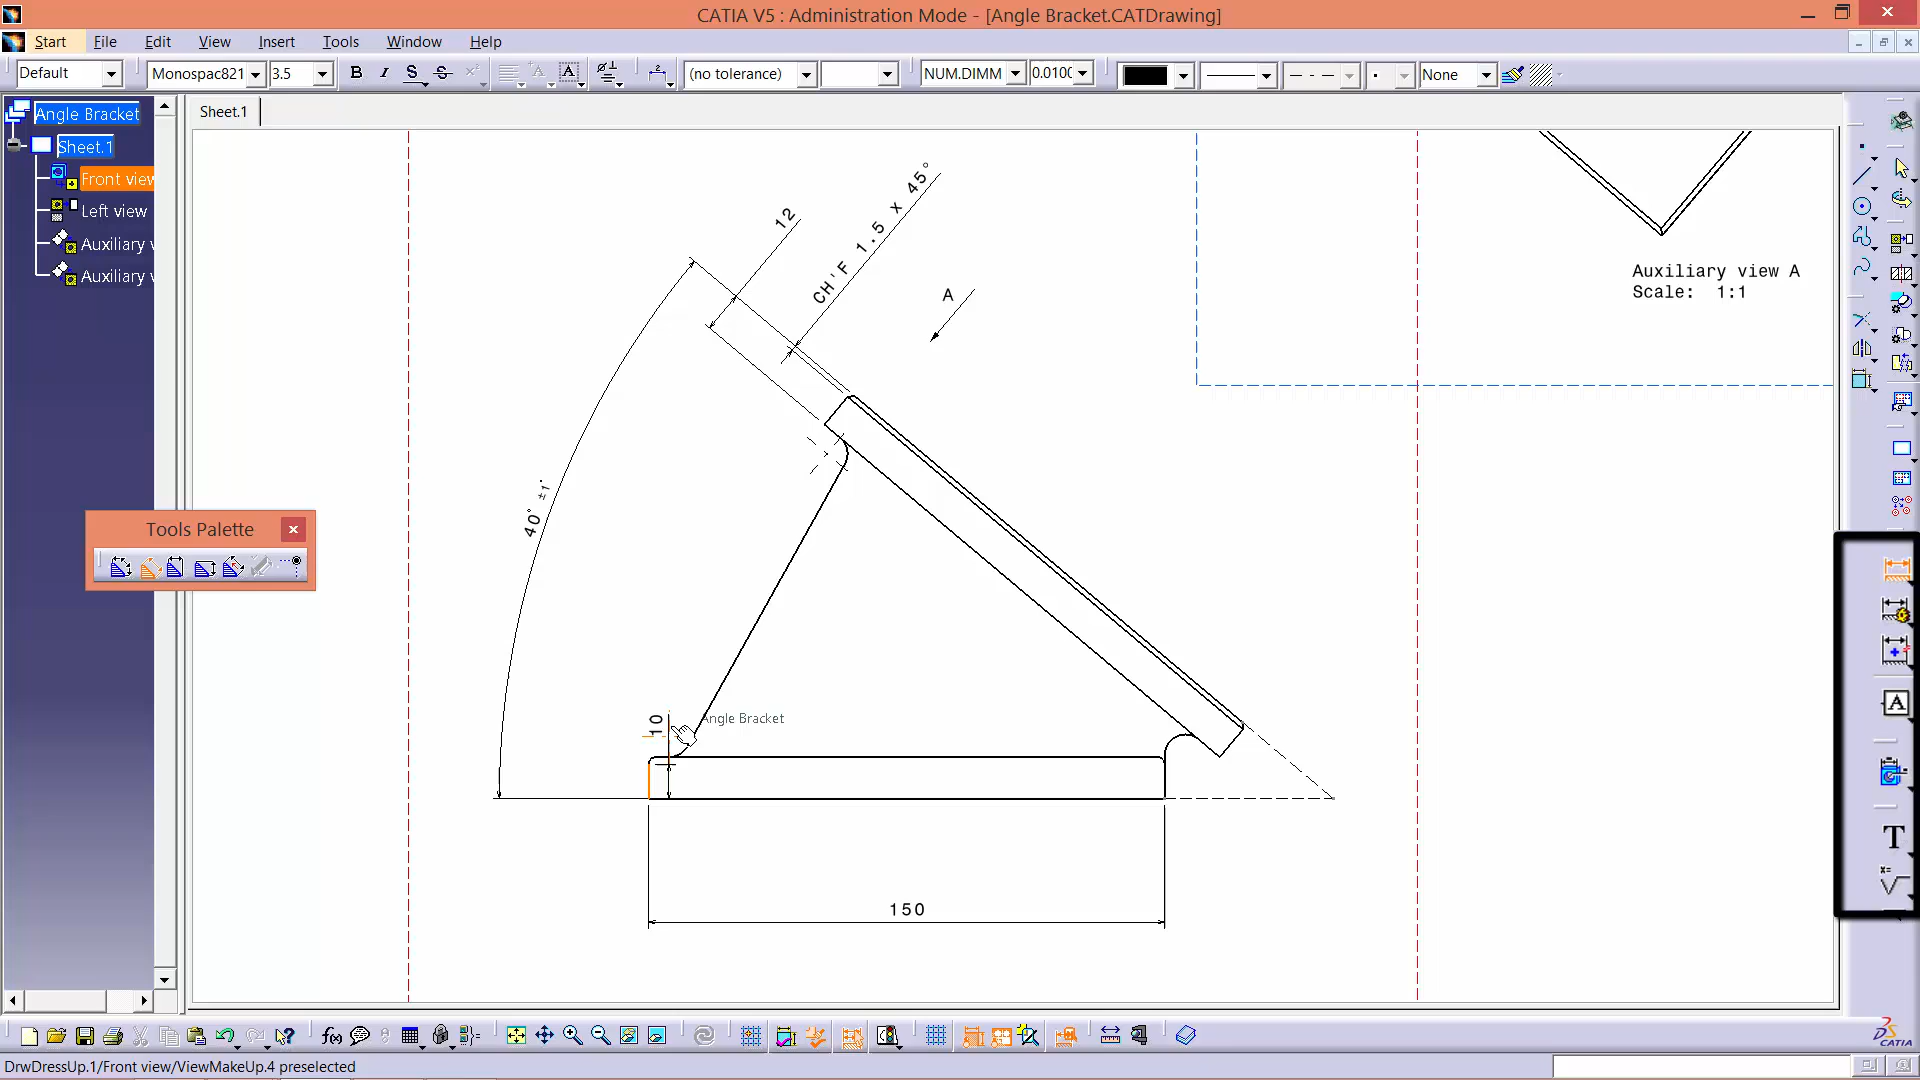 CATIA V5 : Administration Mode - [Angle Bracket.CATDrawing]
Start File Edit View Insert Tools Window Help
Default Monospac821 3.5 B I S S (no tolerance) NUM.DIMM 0.0100 None
Angle Bracket
Sheet.1
Front view
Left view
Auxiliary v
Auxiliary v
Sheet.1
12
CH'F 1.5 x 45°
A
Auxiliary view A
Scale: 1:1
40° ±1°
Tools Palette
10
Angle Bracket
150
A
T
f(x)
CATIA
DrwDressUp.1/Front view/ViewMakeUp.4 preselected